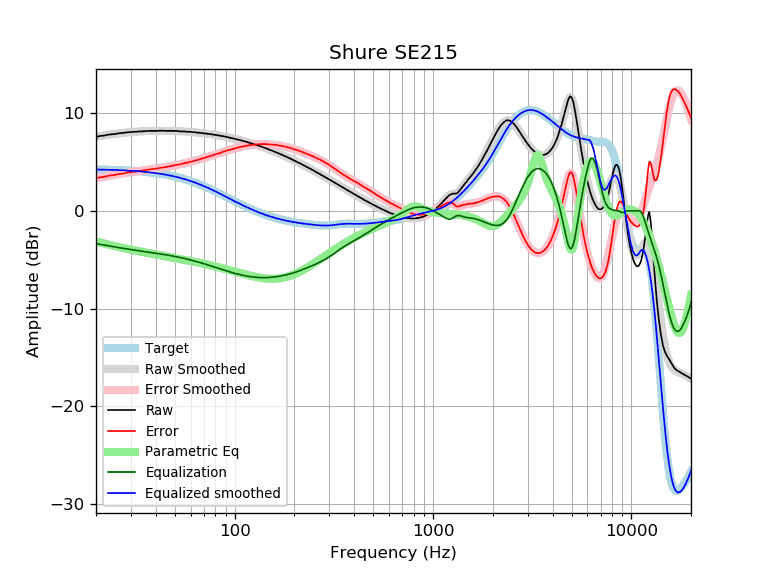 Shure SE215
Amplitude (dBr)
10
0
−10
−20
−30
Target
Raw Smoothed
Error Smoothed
Raw
Error
Parametric Eq
Equalization
Equalized smoothed
100
1000
10000
Frequency (Hz)